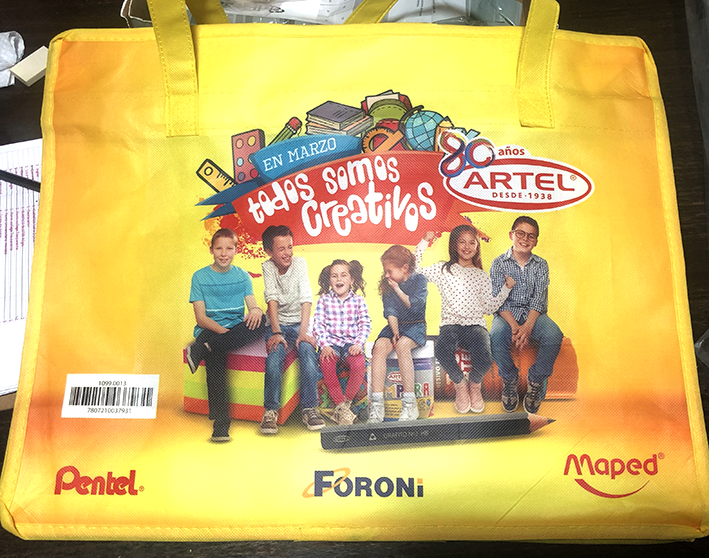 EN MARZO
todos somos
Creativos
80 años
ARTEL®
DESDE·1938
1099.0013
7807210037931
Pentel®
FORONi
Maped®